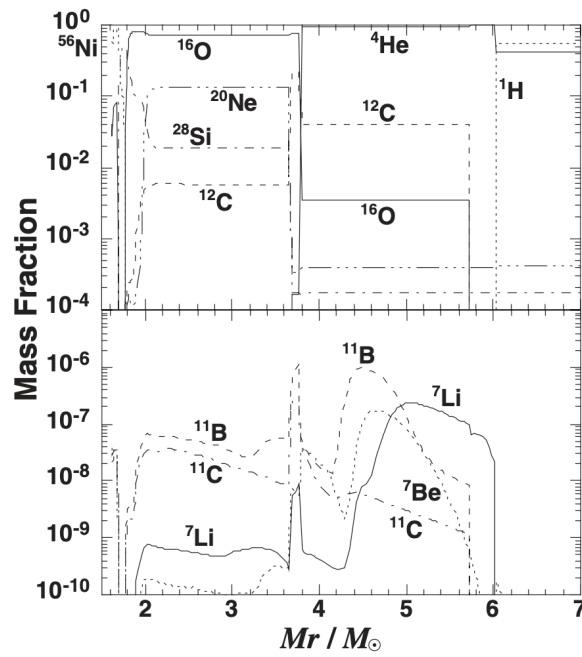 10⁰
⁵⁶Ni
¹⁶O
⁴He
10⁻¹
²⁰Ne
¹²C
¹H
²⁸Si
10⁻²
¹²C
¹⁶O
10⁻³
10⁻⁴
Mass Fraction
10⁻⁶
¹¹B
⁷Li
10⁻⁷
¹¹B
10⁻⁸
¹¹C
⁷Be
¹¹C
10⁻⁹
⁷Li
10⁻¹⁰
2 3 4 5 6 7
Mr / M☉